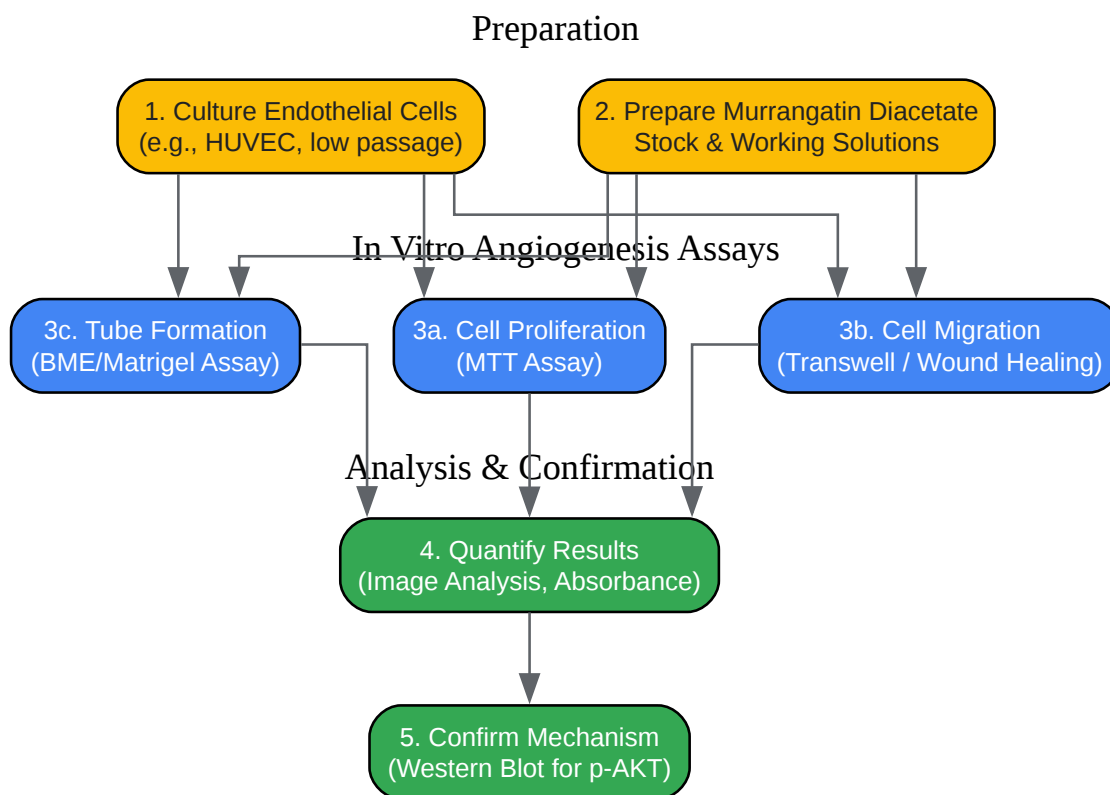 Preparation
1. Culture Endothelial Cells
(e.g., HUVEC, low passage)
2. Prepare Murrangatin Diacetate
Stock & Working Solutions
In Vitro Angiogenesis Assays
3c. Tube Formation
(BME/Matrigel Assay)
3a. Cell Proliferation
(MTT Assay)
3b. Cell Migration
(Transwell / Wound Healing)
Analysis & Confirmation
4. Quantify Results
(Image Analysis, Absorbance)
5. Confirm Mechanism
(Western Blot for p-AKT)